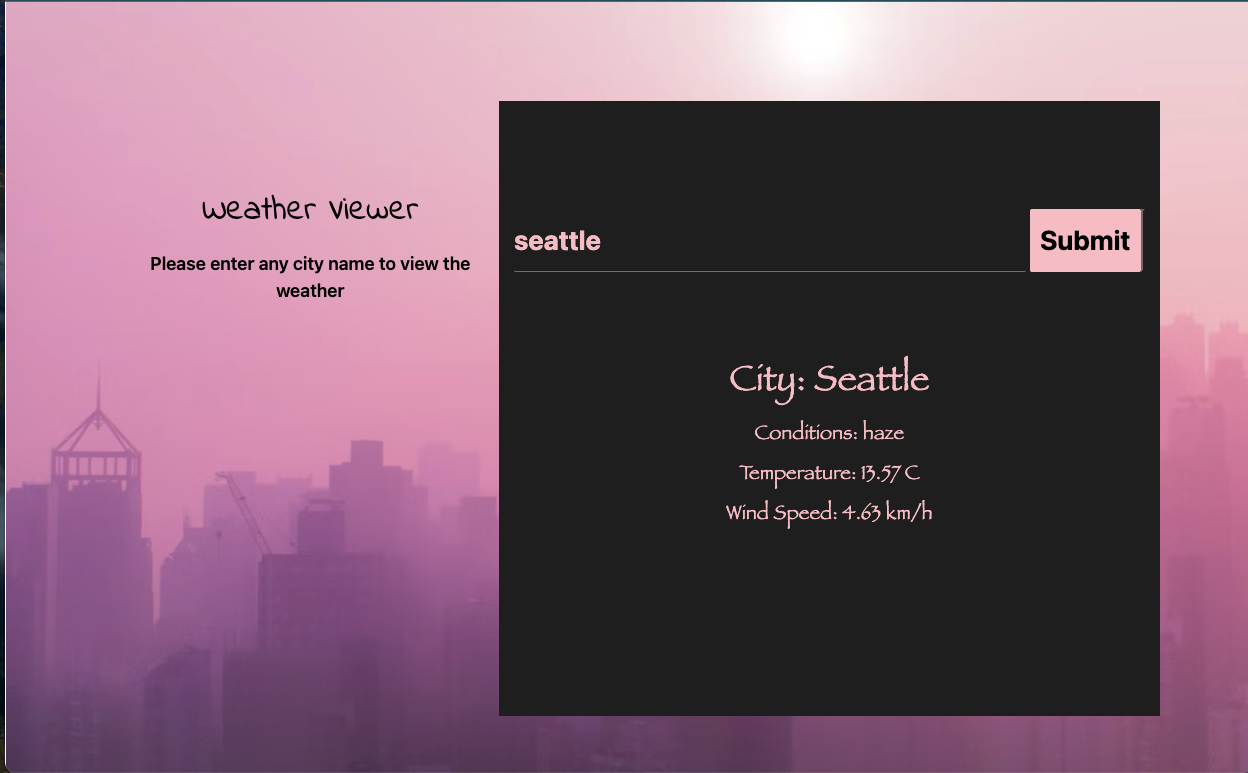 Weather Viewer
Please enter any city name to view the
weather
seattle
Submit
City: Seattle
Conditions: haze
Temperature: 13.57 C
Wind Speed: 4.63 km/h